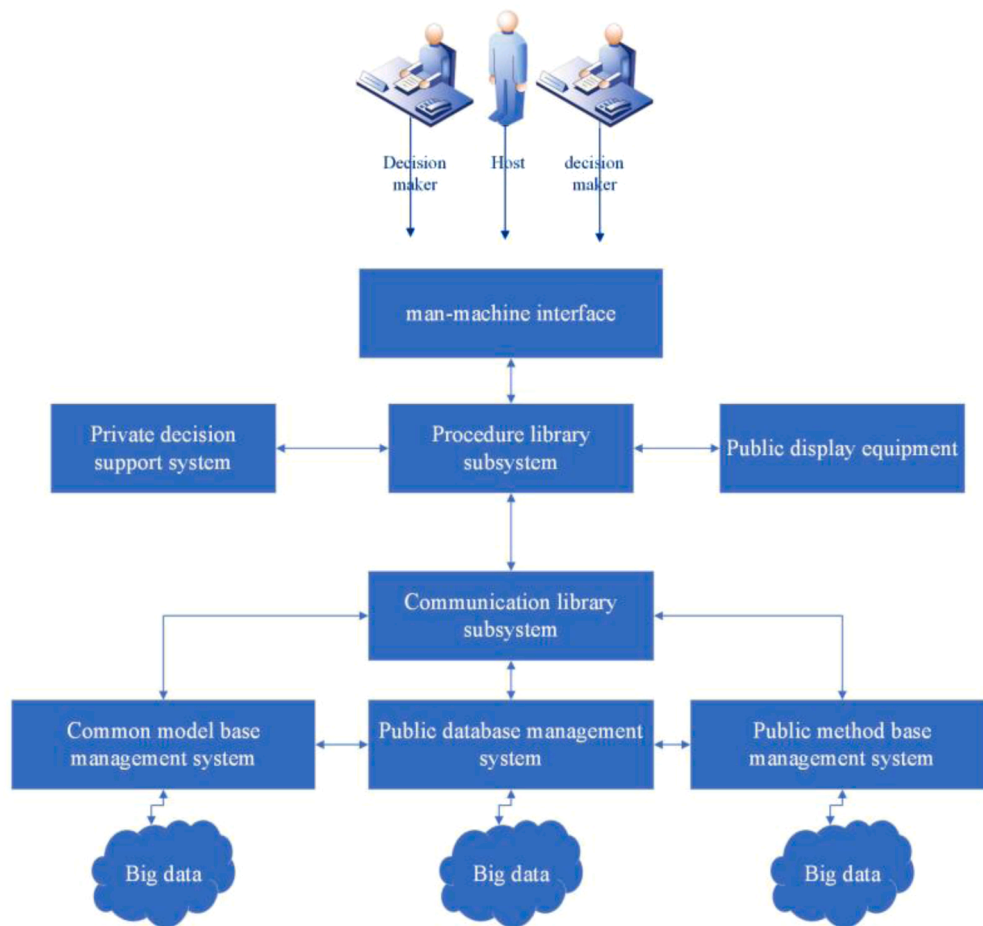 Decision
maker
Host
decision
maker
man-machine interface
Private decision
support system
Procedure library
subsystem
Public display equipment
Communication library
subsystem
Common model base
management system
Public database management
system
Public method base
management system
Big data
Big data
Big data